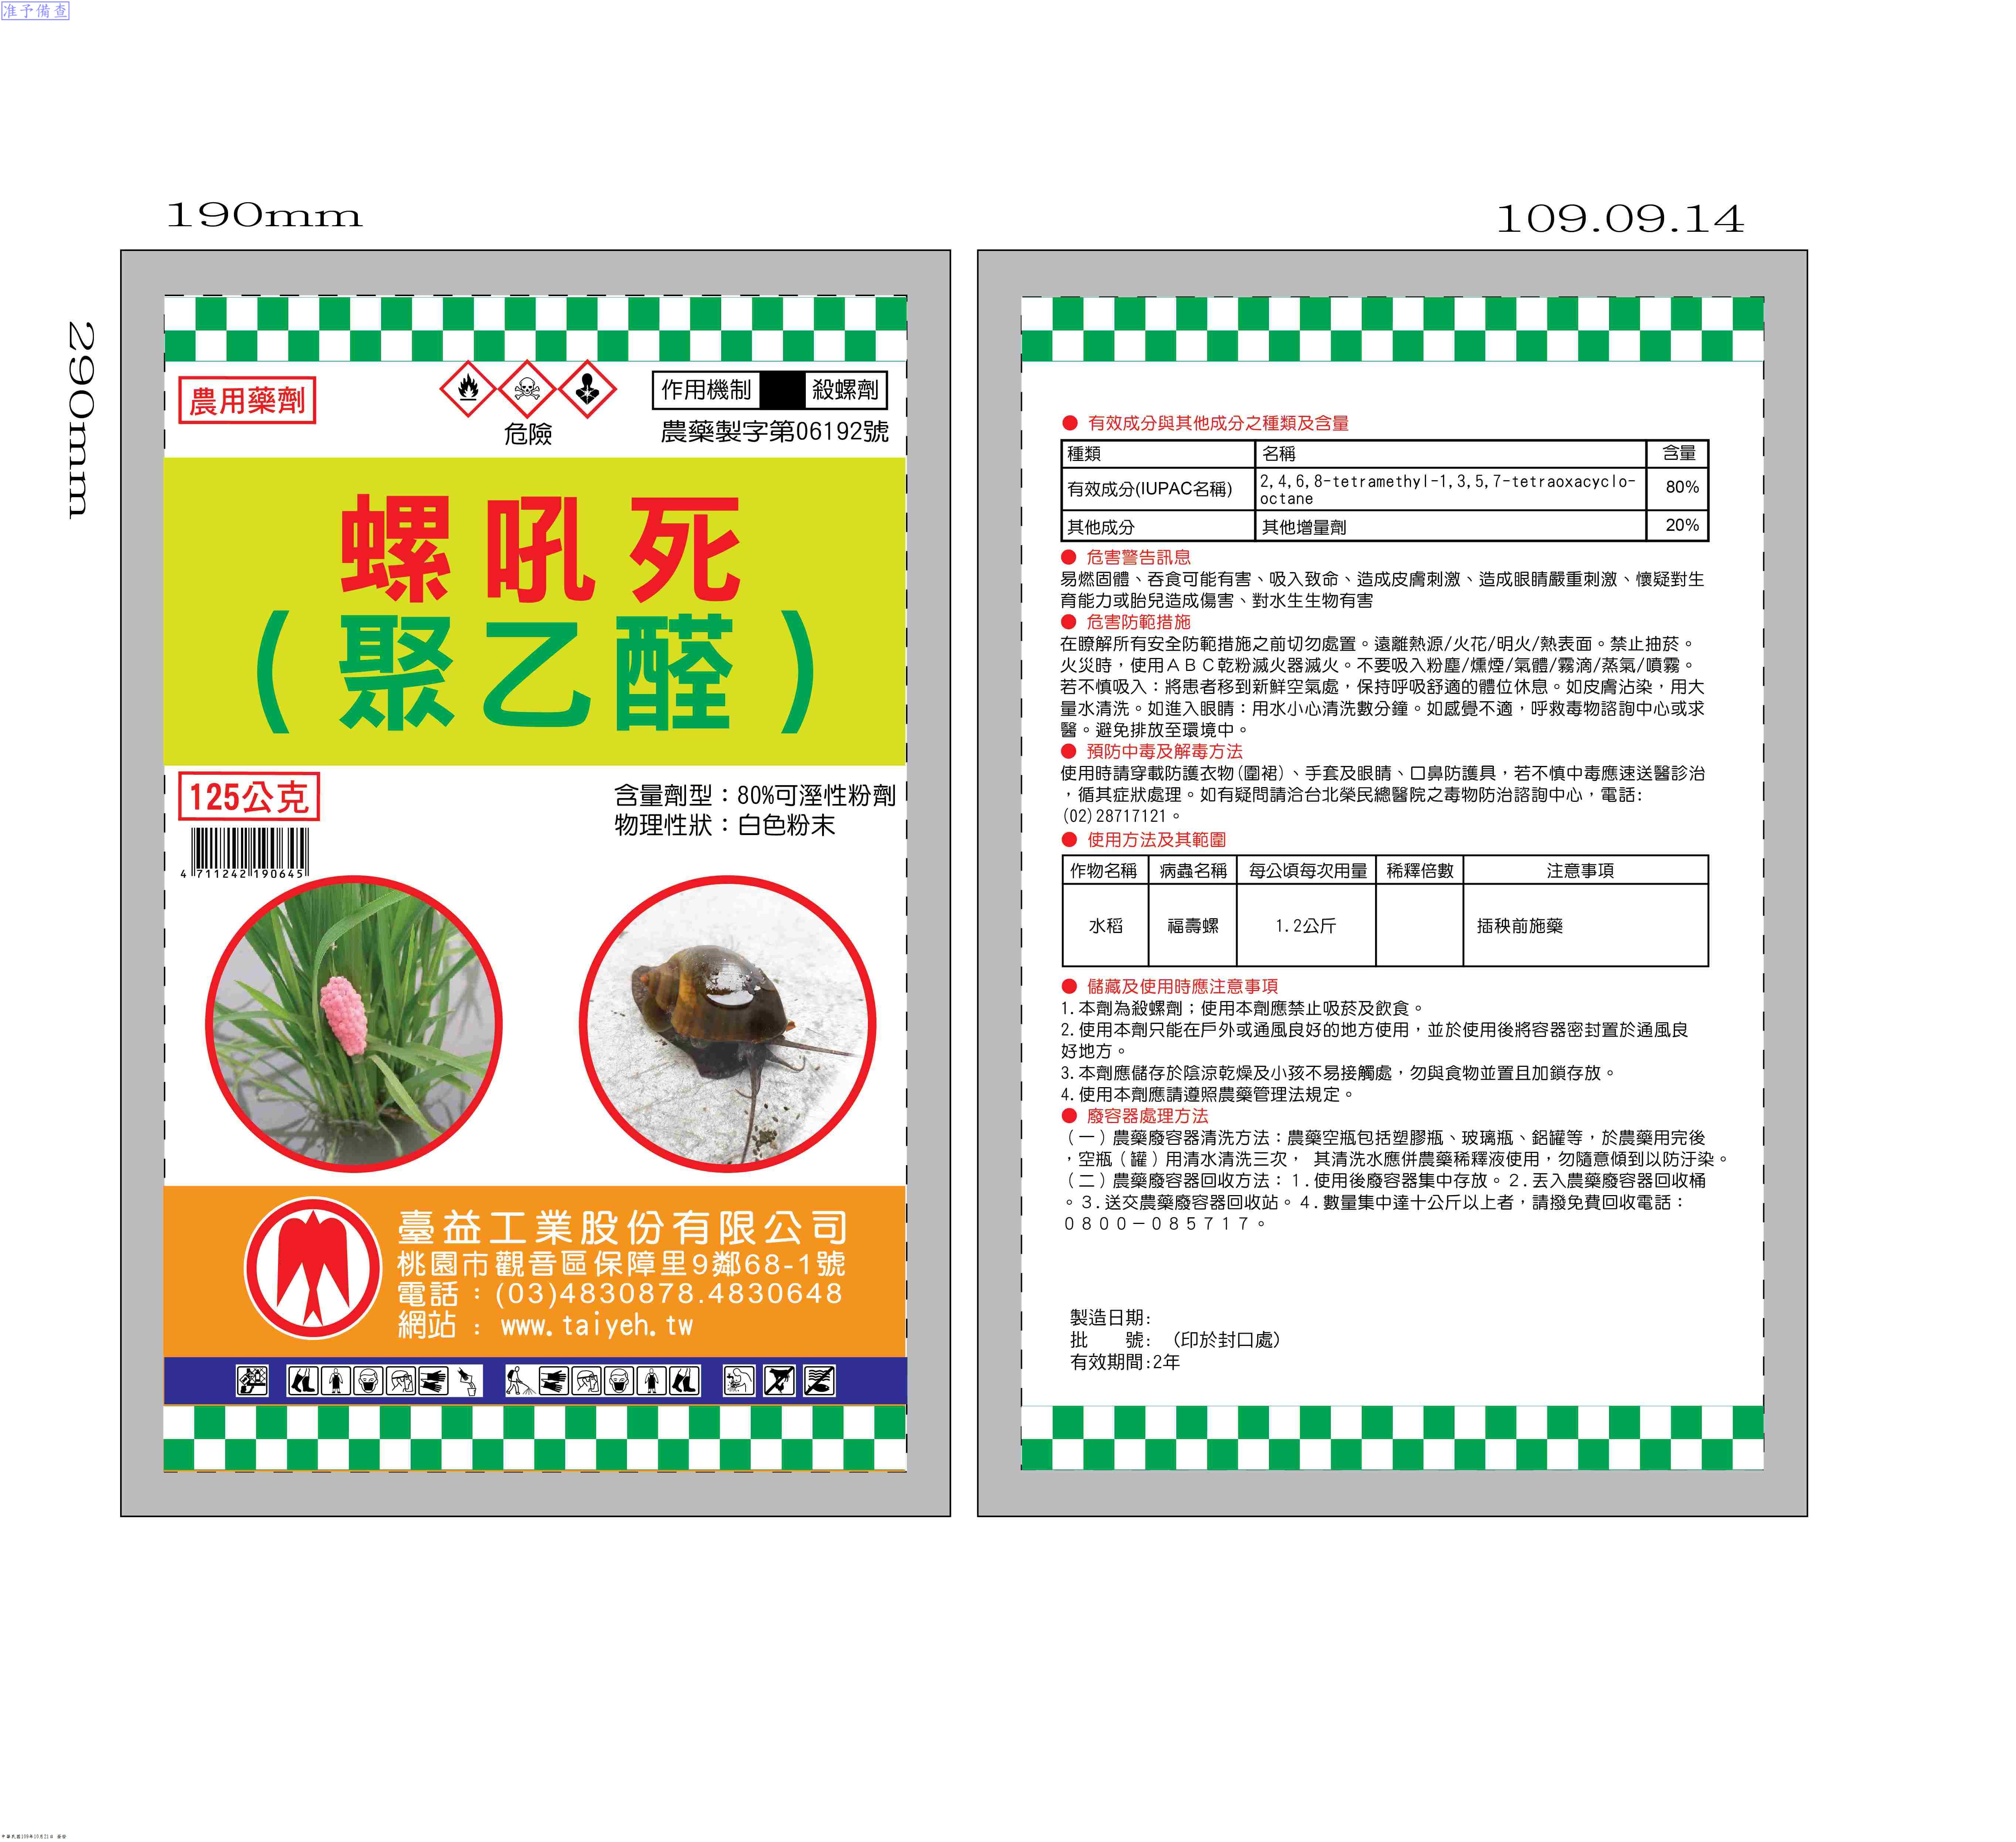 准予備查
190mm
109.09.14
290mm
農用藥劑
危險
作用機制 殺螺劑
農藥製字第06192號
螺吼死
(聚乙醛)
125公克
含量劑型：80%可溼性粉劑
物理性狀：白色粉末
4 711242 190645
臺益工業股份有限公司
桃園市觀音區保障里9鄰68-1號
電話：(03)4830878.4830648
網站：www.taiyeh.tw
● 有效成分與其他成分之種類及含量
種類 名稱 含量
有效成分(IUPAC名稱) 2,4,6,8-tetramethyl-1,3,5,7-tetraoxacyclo-
octane 80%
其他成分 其他增量劑 20%
● 危害警告訊息
易燃固體、吞食可能有害、吸入致命、造成皮膚刺激、造成眼睛嚴重刺激、懷疑對生
育能力或胎兒造成傷害、對水生生物有害
● 危害防範措施
在瞭解所有安全防範措施之前切勿處置。遠離熱源/火花/明火/熱表面。禁止抽菸。
火災時，使用ＡＢＣ乾粉滅火器滅火。不要吸入粉塵/燻煙/氣體/霧滴/蒸氣/噴霧。
若不慎吸入：將患者移到新鮮空氣處，保持呼吸舒適的體位休息。如皮膚沾染，用大
量水清洗。如進入眼睛：用水小心清洗數分鐘。如感覺不適，呼救毒物諮詢中心或求
醫。避免排放至環境中。
● 預防中毒及解毒方法
使用時請穿載防護衣物(圍裙)、手套及眼睛、口鼻防護具，若不慎中毒應速送醫診治
，循其症狀處理。如有疑問請洽台北榮民總醫院之毒物防治諮詢中心，電話:
(02)28717121。
● 使用方法及其範圍
作物名稱 病蟲名稱 每公頃每次用量 稀釋倍數 注意事項
水稻 福壽螺 1.2公斤 插秧前施藥
● 儲藏及使用時應注意事項
1.本劑為殺螺劑；使用本劑應禁止吸菸及飲食。
2.使用本劑只能在戶外或通風良好的地方使用，並於使用後將容器密封置於通風良
好地方。
3.本劑應儲存於陰涼乾燥及小孩不易接觸處，勿與食物並置且加鎖存放。
4.使用本劑應請遵照農藥管理法規定。
● 廢容器處理方法
（一）農藥廢容器清洗方法：農藥空瓶包括塑膠瓶、玻璃瓶、鋁罐等，於農藥用完後
，空瓶（罐）用清水清洗三次， 其清洗水應併農藥稀釋液使用，勿隨意傾到以防汙染。
（二）農藥廢容器回收方法：１.使用後廢容器集中存放。２.丟入農藥廢容器回收桶
。３.送交農藥廢容器回收站。４.數量集中達十公斤以上者，請撥免費回收電話：
０８００－０８５７１７。
製造日期:
批　　號:　(印於封口處)
有效期間:2年